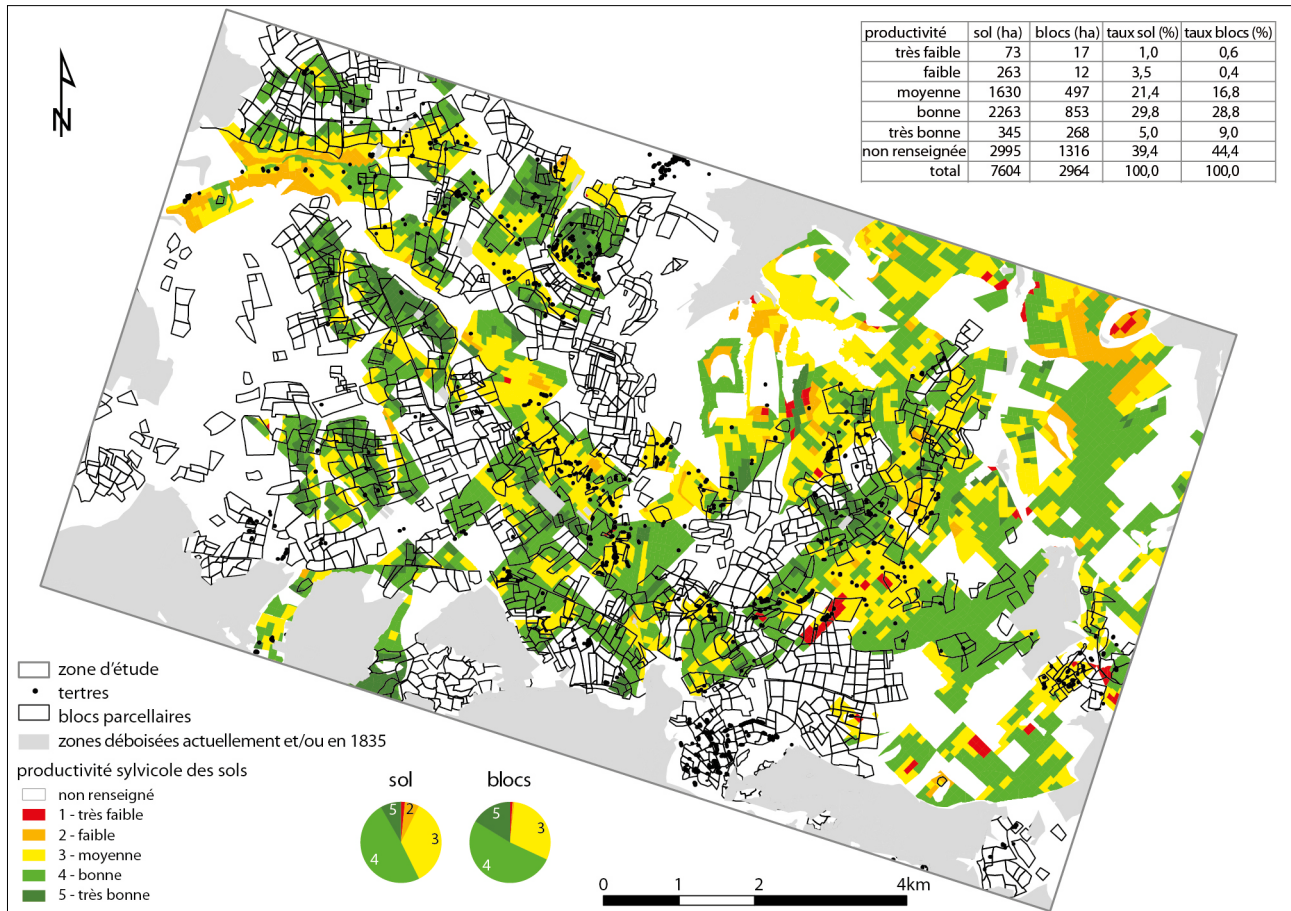 productivité sol (ha) blocs (ha) taux sol (%) taux blocs (%)
très faible 73 17 1,0 0,6
faible 263 12 3,5 0,4
moyenne 1630 497 21,4 16,8
bonne 2263 853 29,8 28,8
très bonne 345 268 5,0 9,0
non renseignée 2995 1316 39,4 44,4
total 7604 2964 100,0 100,0
N
zone d'étude
tertres
blocs parcellaires
zones déboisées actuellement et/ou en 1835
productivité sylvicole des sols
non renseigné
1 - très faible
2 - faible
3 - moyenne
4 - bonne
5 - très bonne
sol
5 2
3
4
blocs
5
3
4
0 1 2 4km